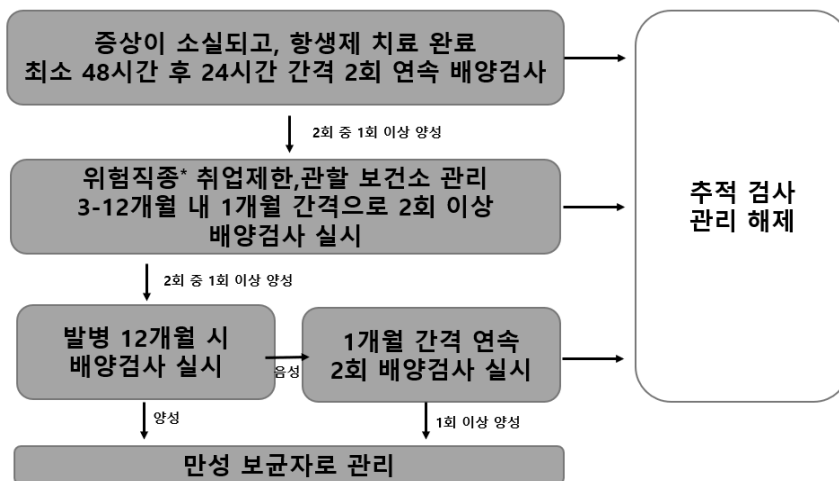 증상이 소실되고, 항생제 치료 완료
최소 48시간 후 24시간 간격 2회 연속 배양검사
2회 중 1회 이상 양성
위험직종* 취업제한,관할 보건소 관리
3-12개월 내 1개월 간격으로 2회 이상
배양검사 실시
추적 검사
관리 해제
2회 중 1회 이상 양성
발병 12개월 시
배양검사 실시
음성
1개월 간격 연속
2회 배양검사 실시
양성
1회 이상 양성
만성 보균자로 관리